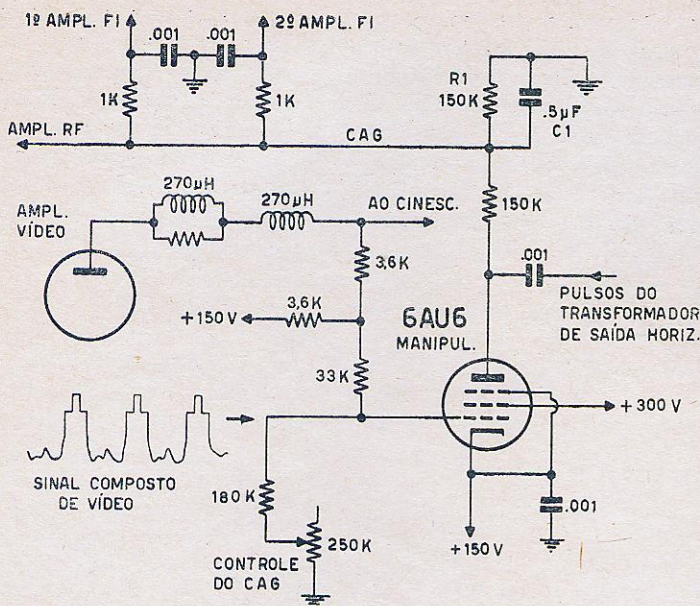 1º AMPL. FI
2º AMPL. FI
.001
.001
1K
1K
R1
150K
.5µF
C1
AMPL. RF
CAG
270µH
270µH
AO CINESC.
AMPL.
VÍDEO
150K
3,6K
.001
PULSOS DO
TRANSFORMADOR
DE SAÍDA HORIZ.
3,6K
+150V
6AU6
MANIPUL.
33K
+ 300 V
SINAL COMPOSTO
DE VÍDEO
180K
250K
CONTROLE
DO CAG
.001
+150V